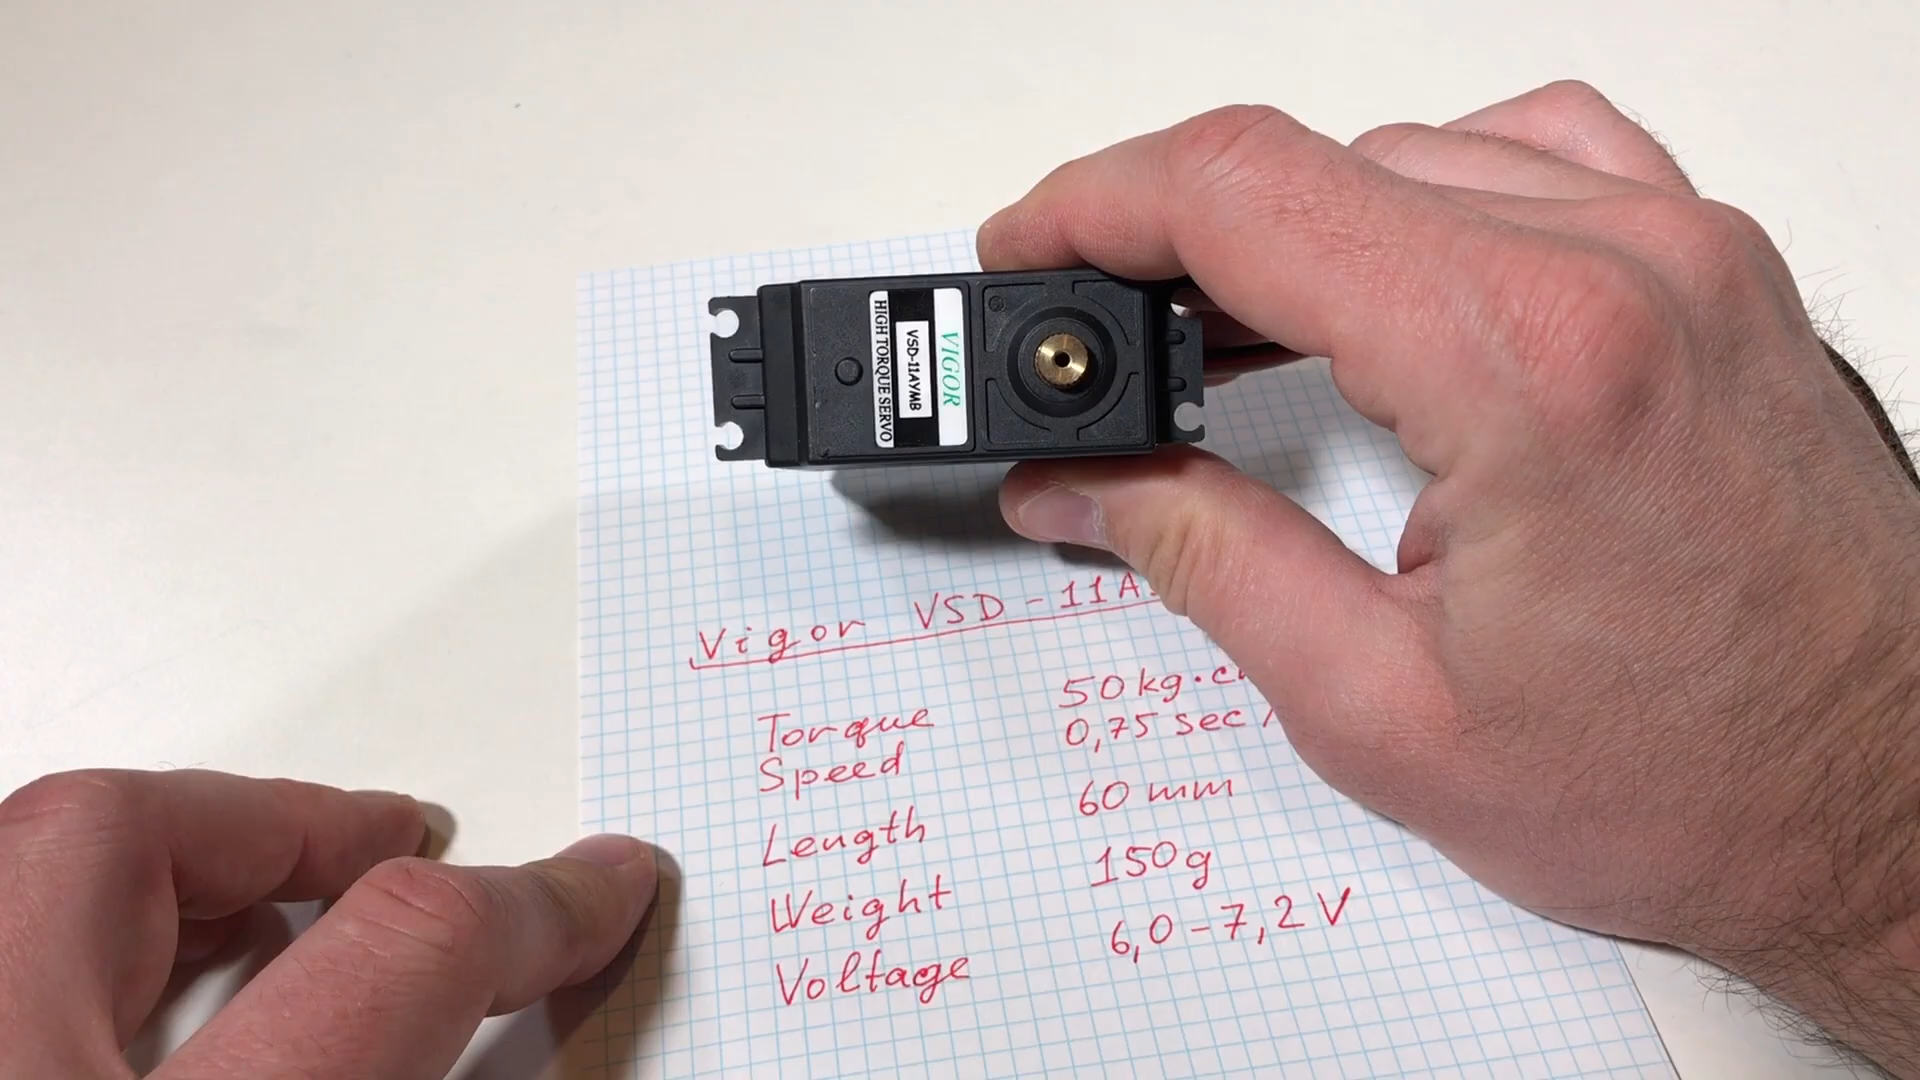 VIGOR
VSD-11AYMB
HIGH TORQUE SERVO
Vigor VSD-11A
Torque 50kg·c
Speed 0,75 sec /
Length 60 mm
Weight 150g
Voltage 6,0-7,2 V